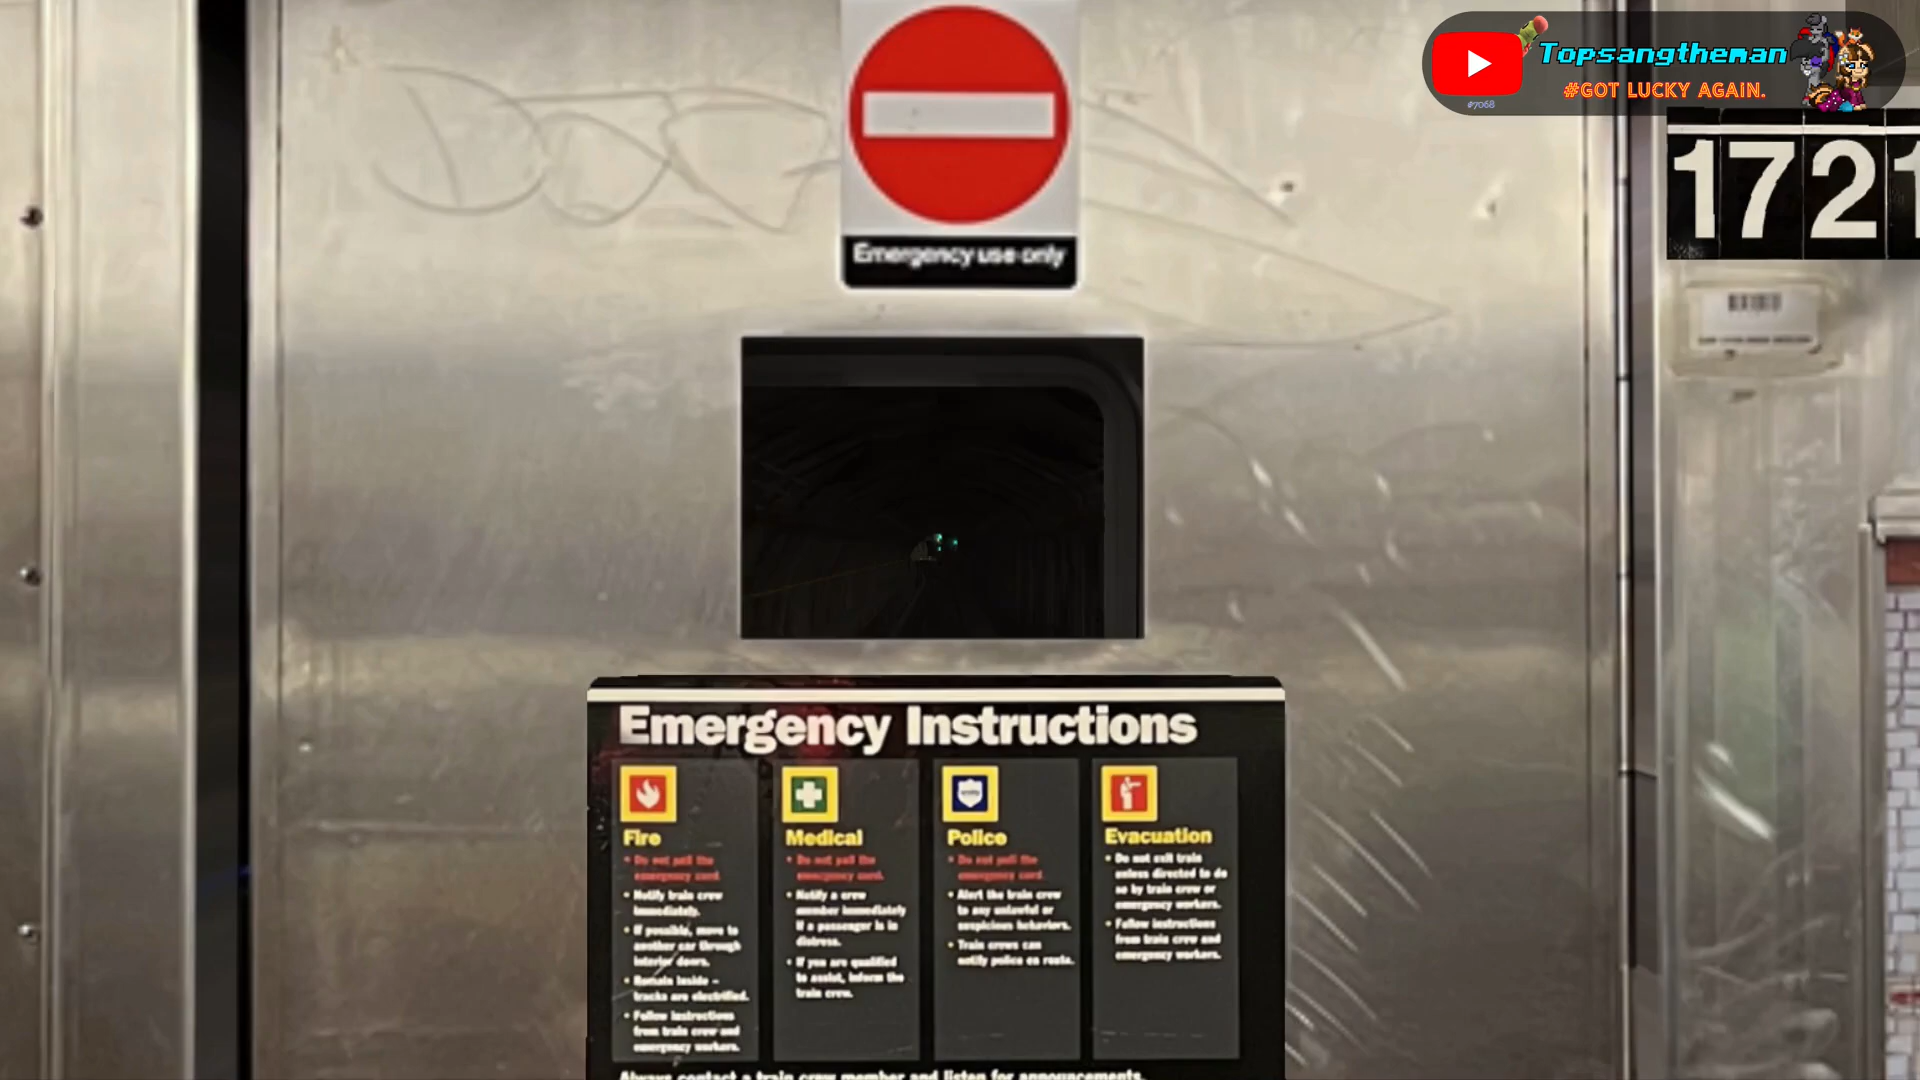 Topsangtheman
#GOT LUCKY AGAIN.
#7068
1721
Emergency use only
Emergency Instructions
Fire
• Do not pull the
emergency cord.
• Notify train crew
immediately.
• If possible, move to
another car through
interior doors.
• Remain inside –
tracks are electrified.
• Follow instructions
from train crew and
emergency workers.
Medical
• Do not pull the
emergency cord.
• Notify a crew
member immediately
if a passenger is in
distress.
• If you are qualified
to assist, inform the
train crew.
Police
• Do not pull the
emergency cord
• Alert the train crew
to any unlawful or
suspicious behaviors.
• Train crews can
notify police en route.
Evacuation
• Do not exit train
unless directed to do
so by train crew or
emergency workers.
• Follow instructions
from train crew and
emergency workers.
Always contact a train crew member and listen for announcements.